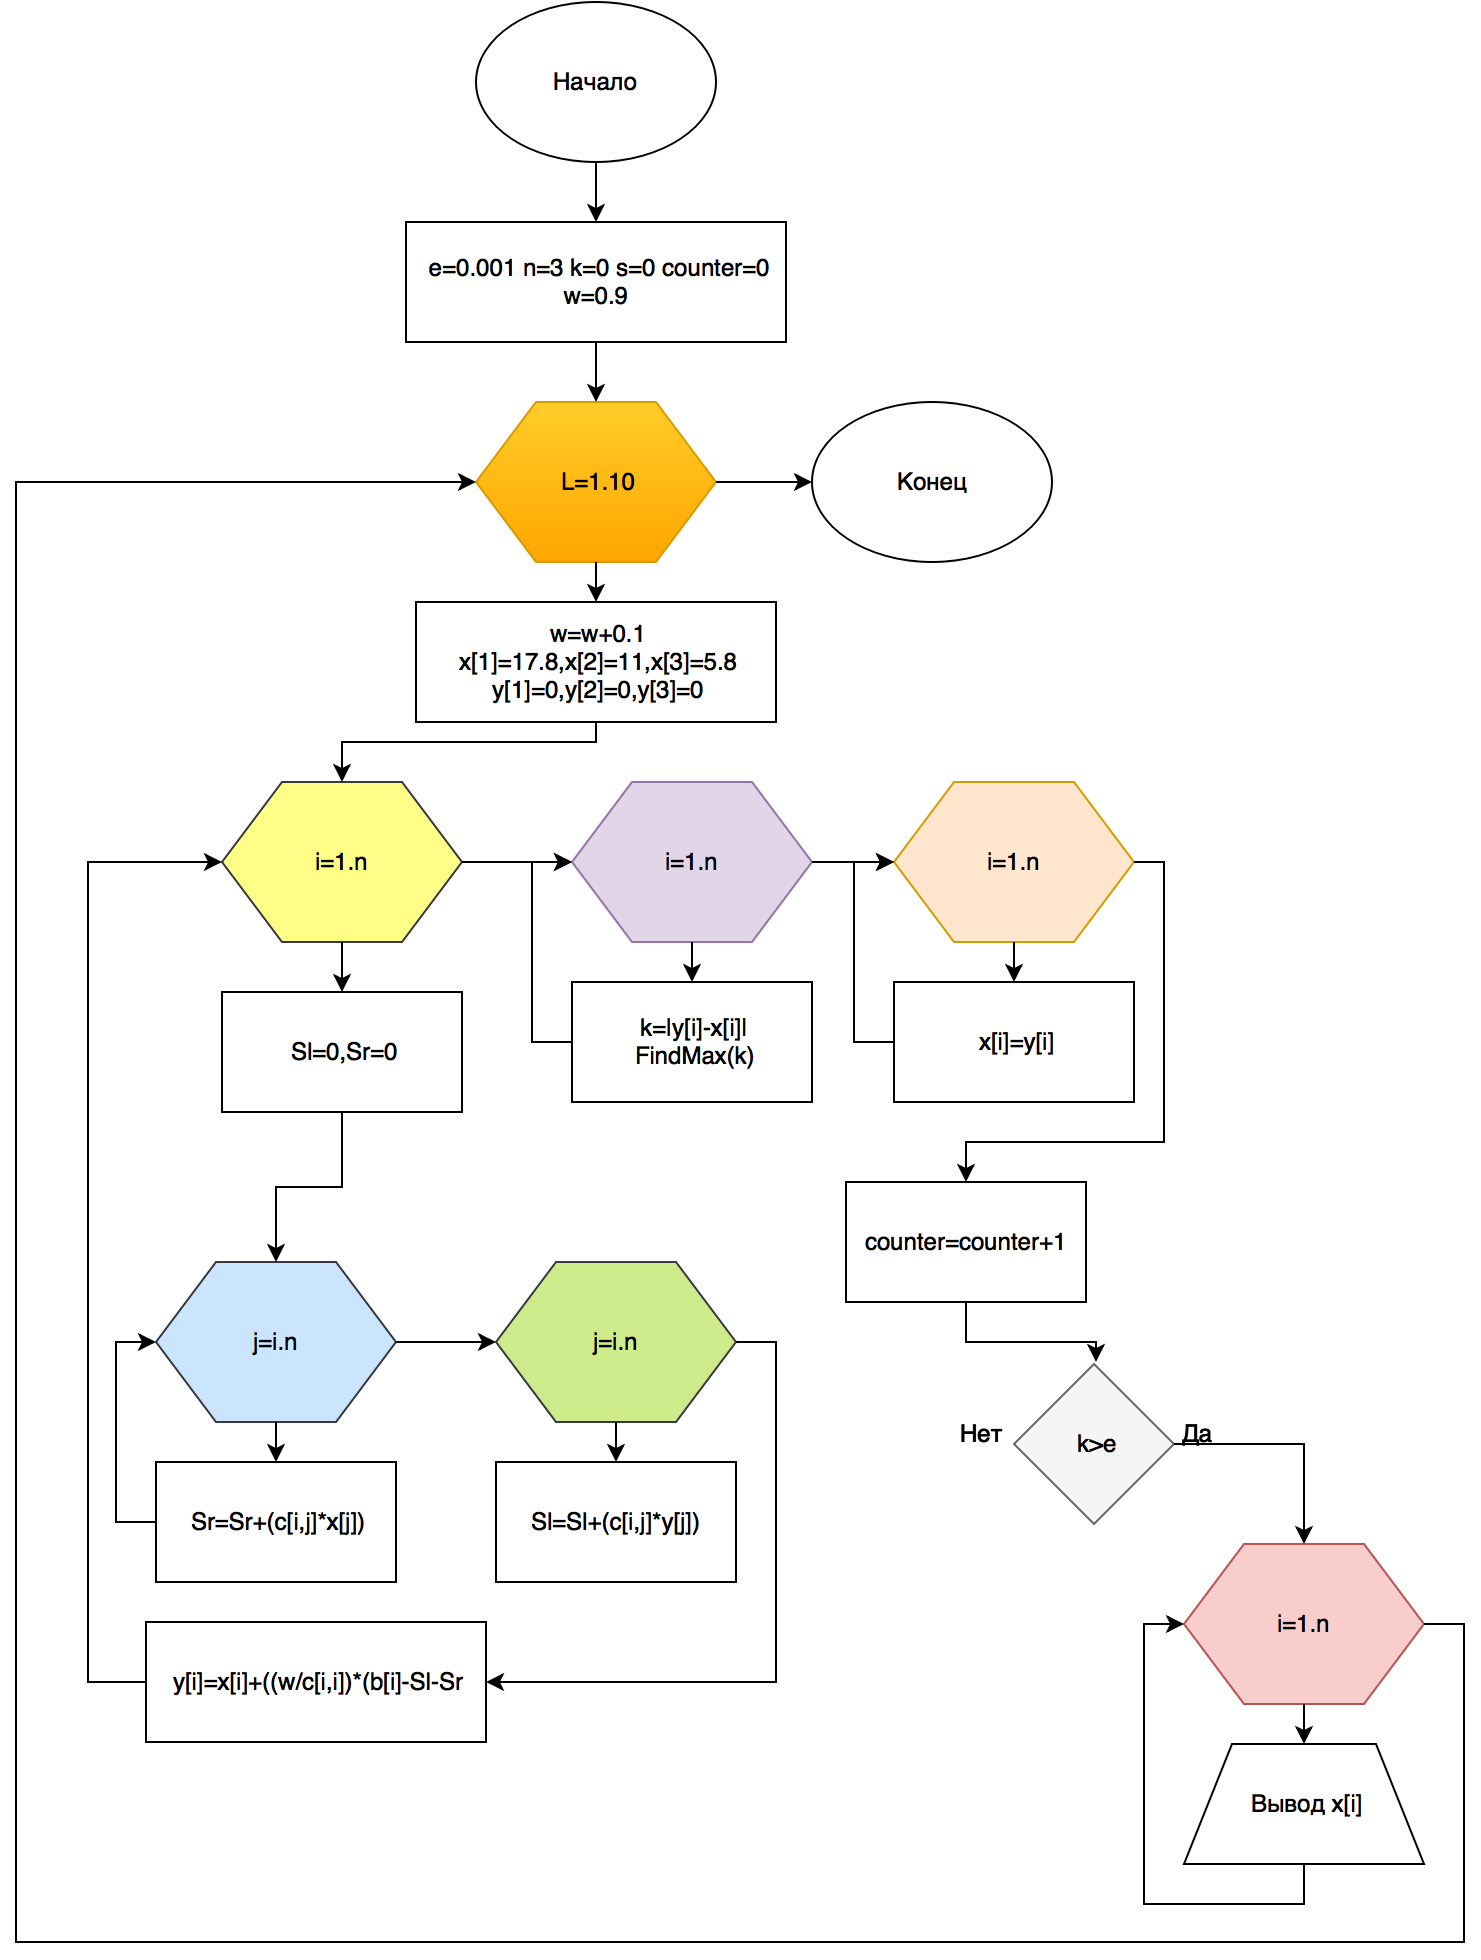 Начало
e=0.001 n=3 k=0 s=0 counter=0
w=0.9
L=1.10
Конец
w=w+0.1
x[1]=17.8,x[2]=11,x[3]=5.8
y[1]=0,y[2]=0,y[3]=0
i=1.n
i=1.n
i=1.n
Sl=0,Sr=0
k=|y[i]-x[i]|
FindMax(k)
x[i]=y[i]
counter=counter+1
j=i.n
j=i.n
Нет
k>e
Да
Sr=Sr+(c[i,j]*x[j])
Sl=Sl+(c[i,j]*y[j])
i=1.n
y[i]=x[i]+((w/c[i,i])*(b[i]-Sl-Sr
Вывод x[i]